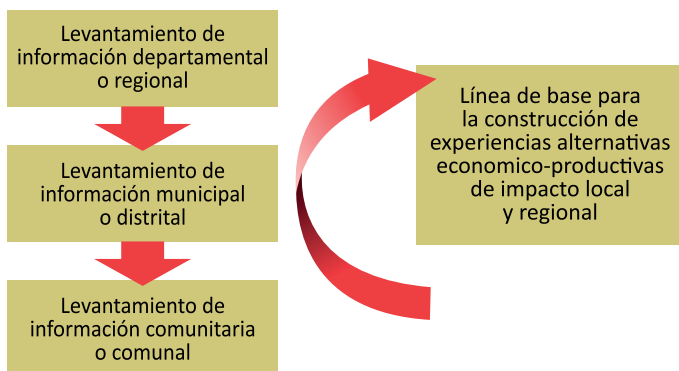 Levantamiento de
información departamental
o regional
Levantamiento de
información municipal
o distrital
Levantamiento de
información comunitaria
o comunal
Línea de base para
la construcción de
experiencias alternativas
economico-productivas
de impacto local
y regional